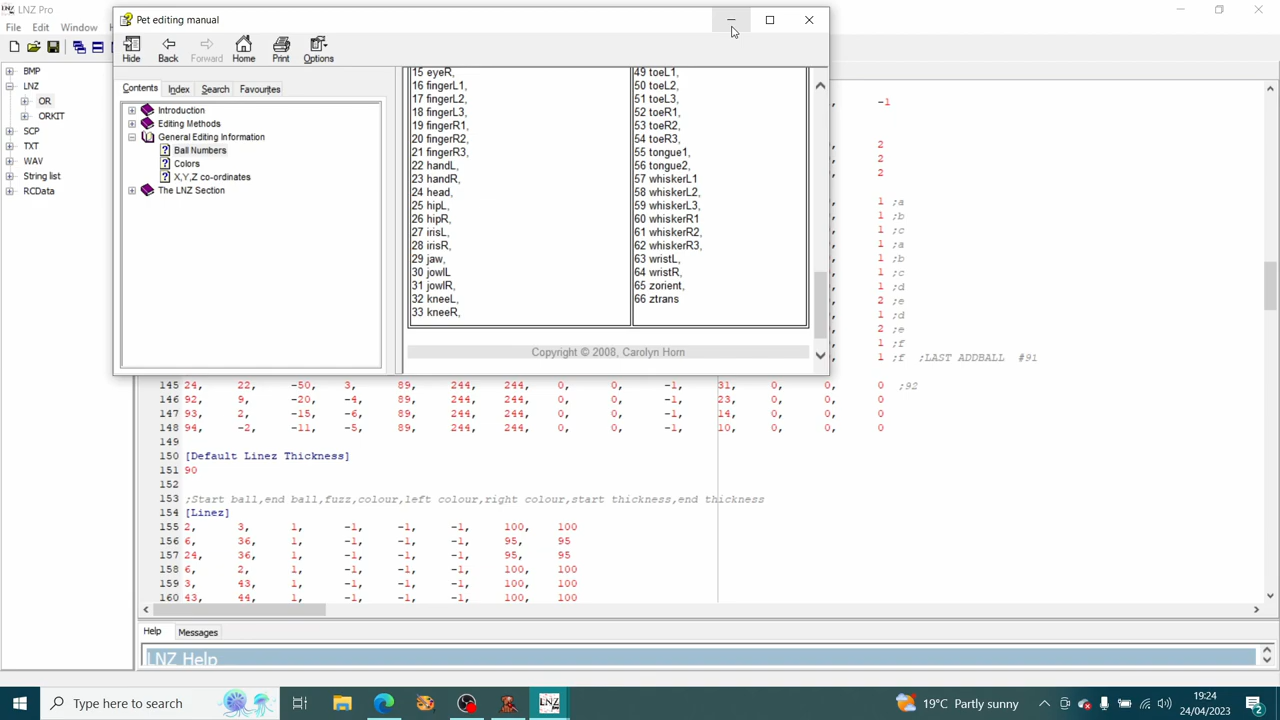 LNZ Pro
File Edit Window
Pet editing manual
Hide Back Forward Home Print Options
Contents Index Search Favourites
Introduction
Editing Methods
General Editing Information
Ball Numbers
Colors
X,Y,Z co-ordinates
The LNZ Section
15 eyeR,
16 fingerL1,
17 fingerL2,
18 fingerL3,
19 fingerR1,
20 fingerR2,
21 fingerR3,
22 handL,
23 handR,
24 head,
25 hipL,
26 hipR,
27 irisL,
28 irisR,
29 jaw,
30 jowlL
31 jowlR,
32 kneeL,
33 kneeR,
49 toeL1,
50 toeL2,
51 toeL3,
52 toeR1,
53 toeR2,
54 toeR3,
55 tongue1,
56 tongue2,
57 whiskerL1
58 whiskerL2,
59 whiskerL3,
60 whiskerR1
61 whiskerR2,
62 whiskerR3,
63 wristL,
64 wristR,
65 zorient,
66 ztrans
Copyright © 2008, Carolyn Horn
BMP
LNZ
OR
ORKIT
SCP
TXT
WAV
String list
RCData
, -1
2
2
2
, 1 ;a
, 1 ;b
, 1 ;c
, 1 ;a
, 1 ;b
, 1 ;c
, 1 ;d
, 2 ;e
, 1 ;d
, 2 ;e
, 1 ;f
, 1 ;f ;LAST ADDBALL #91
145 24, 22, -50, 3, 89, 244, 244, 0, 0, -1, 31, 0, 0, 0 ;92
146 92, 9, -20, -4, 89, 244, 244, 0, 0, -1, 23, 0, 0, 0
147 93, 2, -15, -6, 89, 244, 244, 0, 0, -1, 14, 0, 0, 0
148 94, -2, -11, -5, 89, 244, 244, 0, 0, -1, 10, 0, 0, 0
149
150 [Default Linez Thickness]
151 90
152
153 ;Start ball,end ball,fuzz,colour,left colour,right colour,start thickness,end thickness
154 [Linez]
155 2, 3, 1, -1, -1, -1, 100, 100
156 6, 36, 1, -1, -1, -1, 95, 95
157 24, 36, 1, -1, -1, -1, 95, 95
158 6, 2, 1, -1, -1, -1, 100, 100
159 3, 43, 1, -1, -1, -1, 100, 100
160 43, 44, 1, -1, -1, -1, 100, 100
Help Messages
LNZ Help
Type here to search
LNZ
19°C Partly sunny
19:24
24/04/2023
2